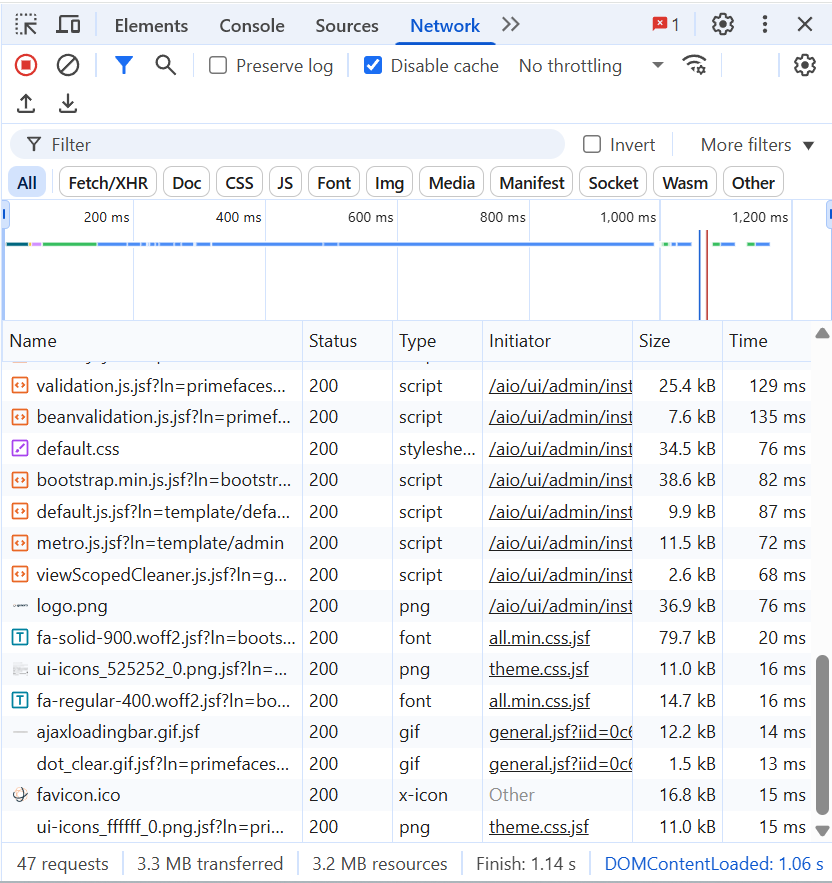 Elements Console Sources Network 1
Preserve log Disable cache No throttling
Filter Invert More filters
All Fetch/XHR Doc CSS JS Font Img Media Manifest Socket Wasm Other
200 ms 400 ms 600 ms 800 ms 1,000 ms 1,200 ms
Name Status Type Initiator Size Time
validation.js.jsf?ln=primefaces... 200 script /aio/ui/admin/inst 25.4 kB 129 ms
beanvalidation.js.jsf?ln=primef... 200 script /aio/ui/admin/inst 7.6 kB 135 ms
default.css 200 styleshe... /aio/ui/admin/inst 34.5 kB 76 ms
bootstrap.min.js.jsf?ln=bootstr... 200 script /aio/ui/admin/inst 38.6 kB 82 ms
default.js.jsf?ln=template/defa... 200 script /aio/ui/admin/inst 9.9 kB 87 ms
metro.js.jsf?ln=template/admin 200 script /aio/ui/admin/inst 11.5 kB 72 ms
viewScopedCleaner.js.jsf?ln=g... 200 script /aio/ui/admin/inst 2.6 kB 68 ms
logo.png 200 png /aio/ui/admin/inst 36.9 kB 76 ms
fa-solid-900.woff2.jsf?ln=boots... 200 font all.min.css.jsf 79.7 kB 20 ms
ui-icons_525252_0.png.jsf?ln=... 200 png theme.css.jsf 11.0 kB 16 ms
fa-regular-400.woff2.jsf?ln=bo... 200 font all.min.css.jsf 14.7 kB 16 ms
ajaxloadingbar.gif.jsf 200 gif general.jsf?iid=0c6 12.2 kB 14 ms
dot_clear.gif.jsf?ln=primefaces... 200 gif general.jsf?iid=0c6 1.5 kB 13 ms
favicon.ico 200 x-icon Other 16.8 kB 15 ms
ui-icons_ffffff_0.png.jsf?ln=pri... 200 png theme.css.jsf 11.0 kB 15 ms
47 requests 3.3 MB transferred 3.2 MB resources Finish: 1.14 s DOMContentLoaded: 1.06 s